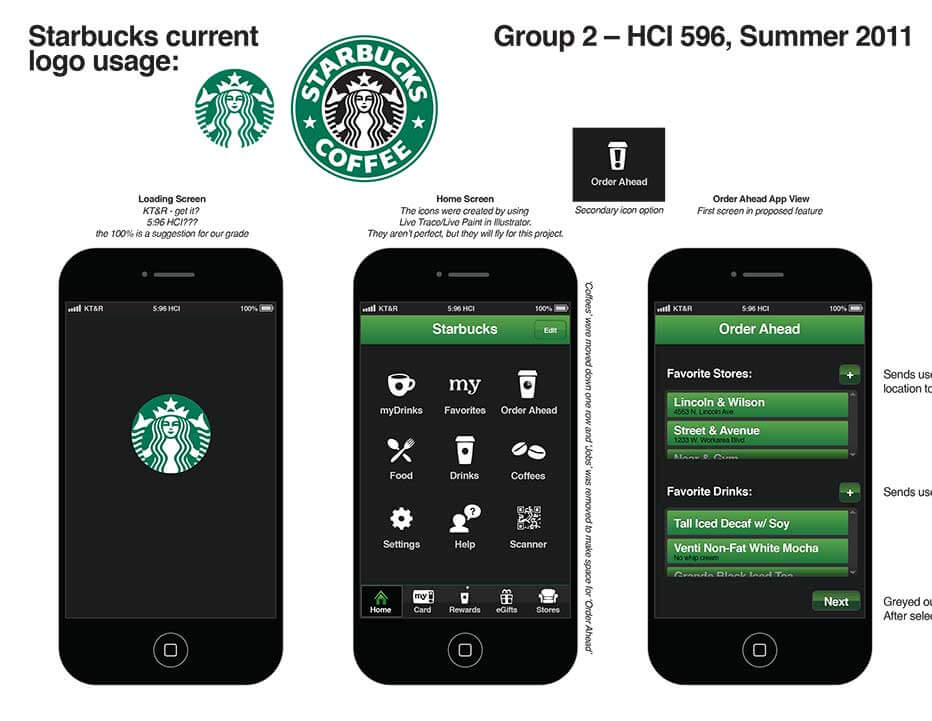 Starbucks current
logo usage:
Group 2 – HCI 596, Summer 2011
STARBUCKS
COFFEE
Order Ahead
Secondary icon option
Loading Screen
KT&R - get it?
5:96 HCI???
the 100% is a suggestion for our grade
Home Screen
The icons were created by using
Live Trace/Live Paint in Illustrator.
They aren't perfect, but they will fly for this project.
Order Ahead App View
First screen in proposed feature
KT&R 5:96 HCI 100%
KT&R 5:96 HCI 100%
Starbucks Edit
my
myDrinks Favorites Order Ahead
Food Drinks Coffees
?
Settings Help Scanner
my
Home Card Rewards eGifts Stores
'Coffees' were moved down one row and 'Jobs' was removed to make space for 'Order Ahead'
KT&R 5:96 HCI 100%
Order Ahead
Favorite Stores: +
Lincoln & Wilson
4553 N. Lincoln Ave
Street & Avenue
1233 W. Workarea Blvd.
Near & Gym
Favorite Drinks: +
Tall Iced Decaf w/ Soy
Venti Non-Fat White Mocha
No whip cream
Grande Black Iced Tea
Next
Sends use
location to
Sends use
Greyed ou
After selec